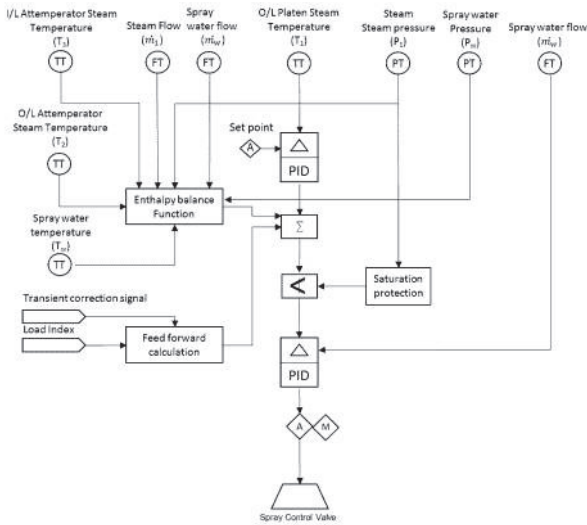 I/L Attemperator Steam
Temperature
(T₃)
TT
Steam Flow
(ṁ₁)
FT
Spray
water flow
(ṁw)
FT
O/L Platen Steam
Temperature
(T₁)
TT
Steam
Steam pressure
(P₁)
PT
Spray water
Pressure
(Pw)
PT
Spray water flow
(ṁw)
FT
O/L Attemperator
Steam Temperature
(T₂)
TT
Set point
A
△
PID
Enthalpy balance
Function
Spray water
temperature
(Tw)
TT
Σ
<
Saturation
protection
Transient correction signal
Load Index
Feed forward
calculation
△
PID
A
M
Spray Control Valve